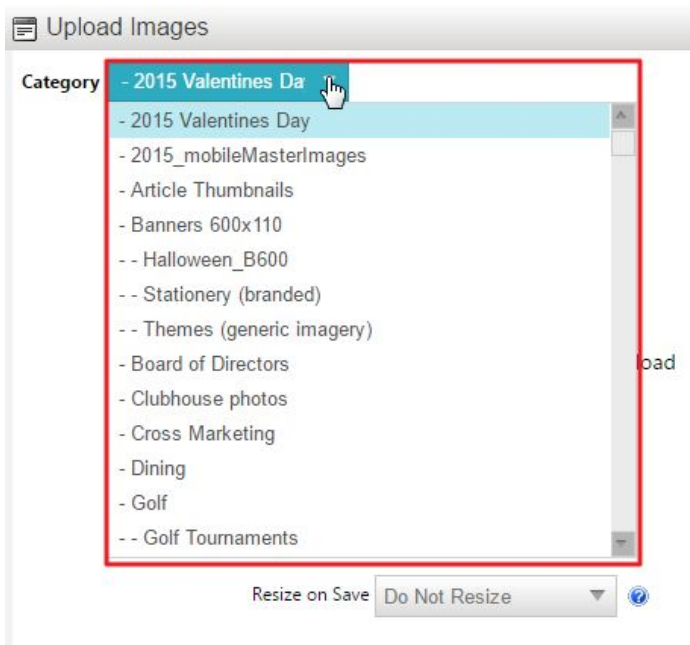 Upload Images
Category - 2015 Valentines Da
- 2015 Valentines Day
- 2015_mobileMasterImages
- Article Thumbnails
- Banners 600x110
- - Halloween_B600
- - Stationery (branded)
- - Themes (generic imagery)
- Board of Directors
load
- Clubhouse photos
- Cross Marketing
- Dining
- Golf
- - Golf Tournaments
Resize on Save Do Not Resize